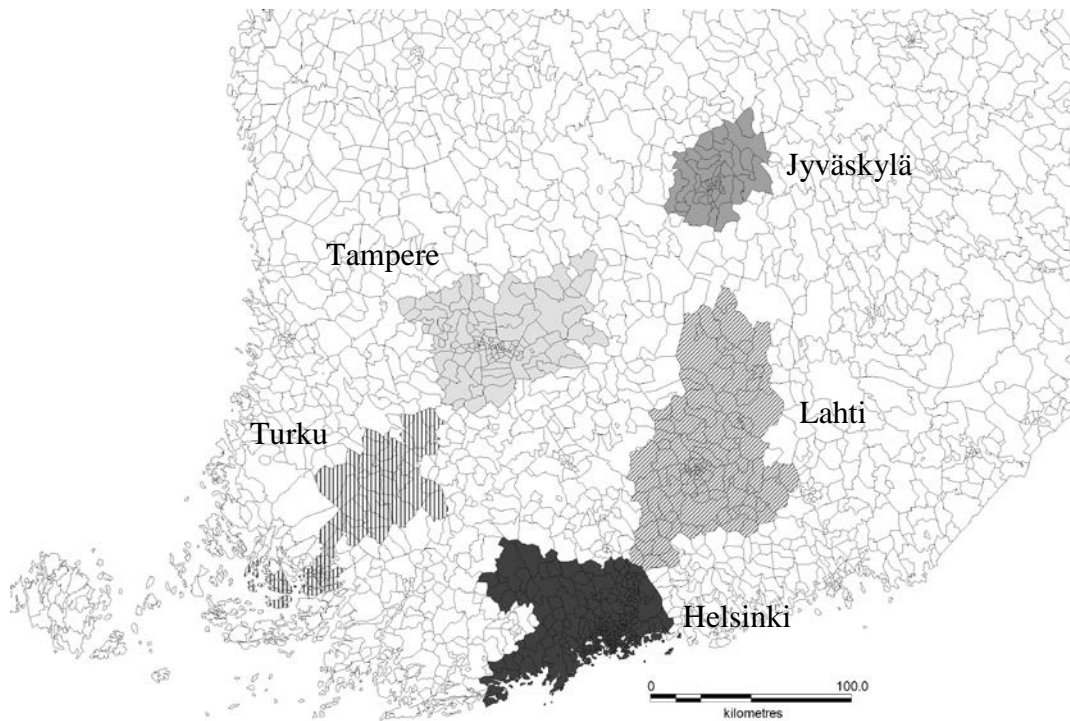 Jyväskylä
Tampere
Lahti
Turku
Helsinki
0 100.0
kilometres